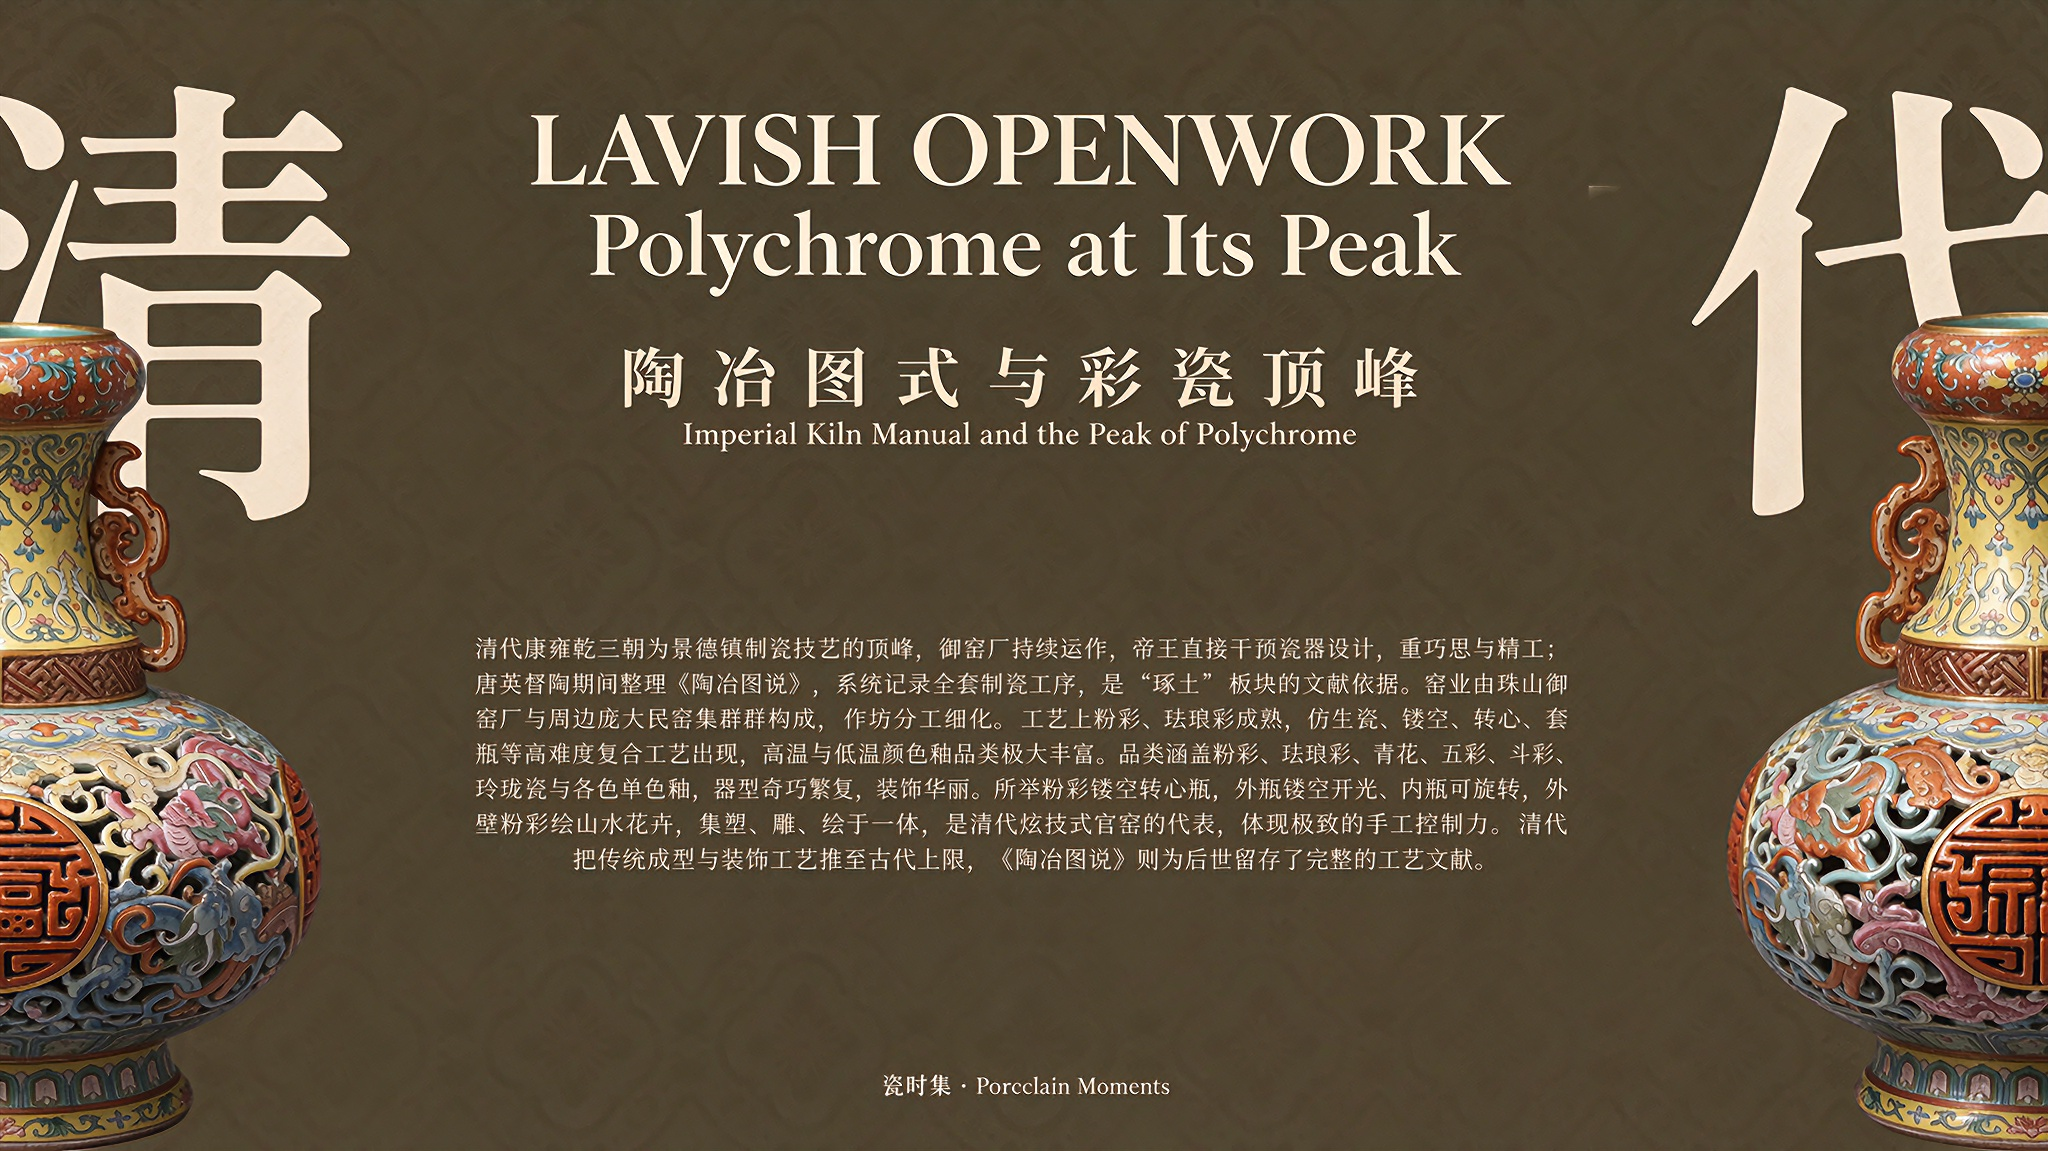 清代
LAVISH OPENWORK
Polychrome at Its Peak
陶冶图式与彩瓷顶峰
Imperial Kiln Manual and the Peak of Polychrome
清代康雍乾三朝为景德镇制瓷技艺的顶峰，御窑厂持续运作，帝王直接干预瓷器设计，重巧思与精工；
唐英督陶期间整理《陶冶图说》，系统记录全套制瓷工序，是“琢土”板块的文献依据。窑业由珠山御
窑厂与周边庞大民窑集群群构成，作坊分工细化。工艺上粉彩、珐琅彩成熟，仿生瓷、镂空、转心、套
瓶等高难度复合工艺出现，高温与低温颜色釉品类极大丰富。品类涵盖粉彩、珐琅彩、青花、五彩、斗彩、
玲珑瓷与各色单色釉，器型奇巧繁复，装饰华丽。所举粉彩镂空转心瓶，外瓶镂空开光、内瓶可旋转，外
壁粉彩绘山水花卉，集塑、雕、绘于一体，是清代炫技式官窑的代表，体现极致的手工控制力。清代
把传统成型与装饰工艺推至古代上限，《陶冶图说》则为后世留存了完整的工艺文献。
瓷时集 · Porcclain Moments